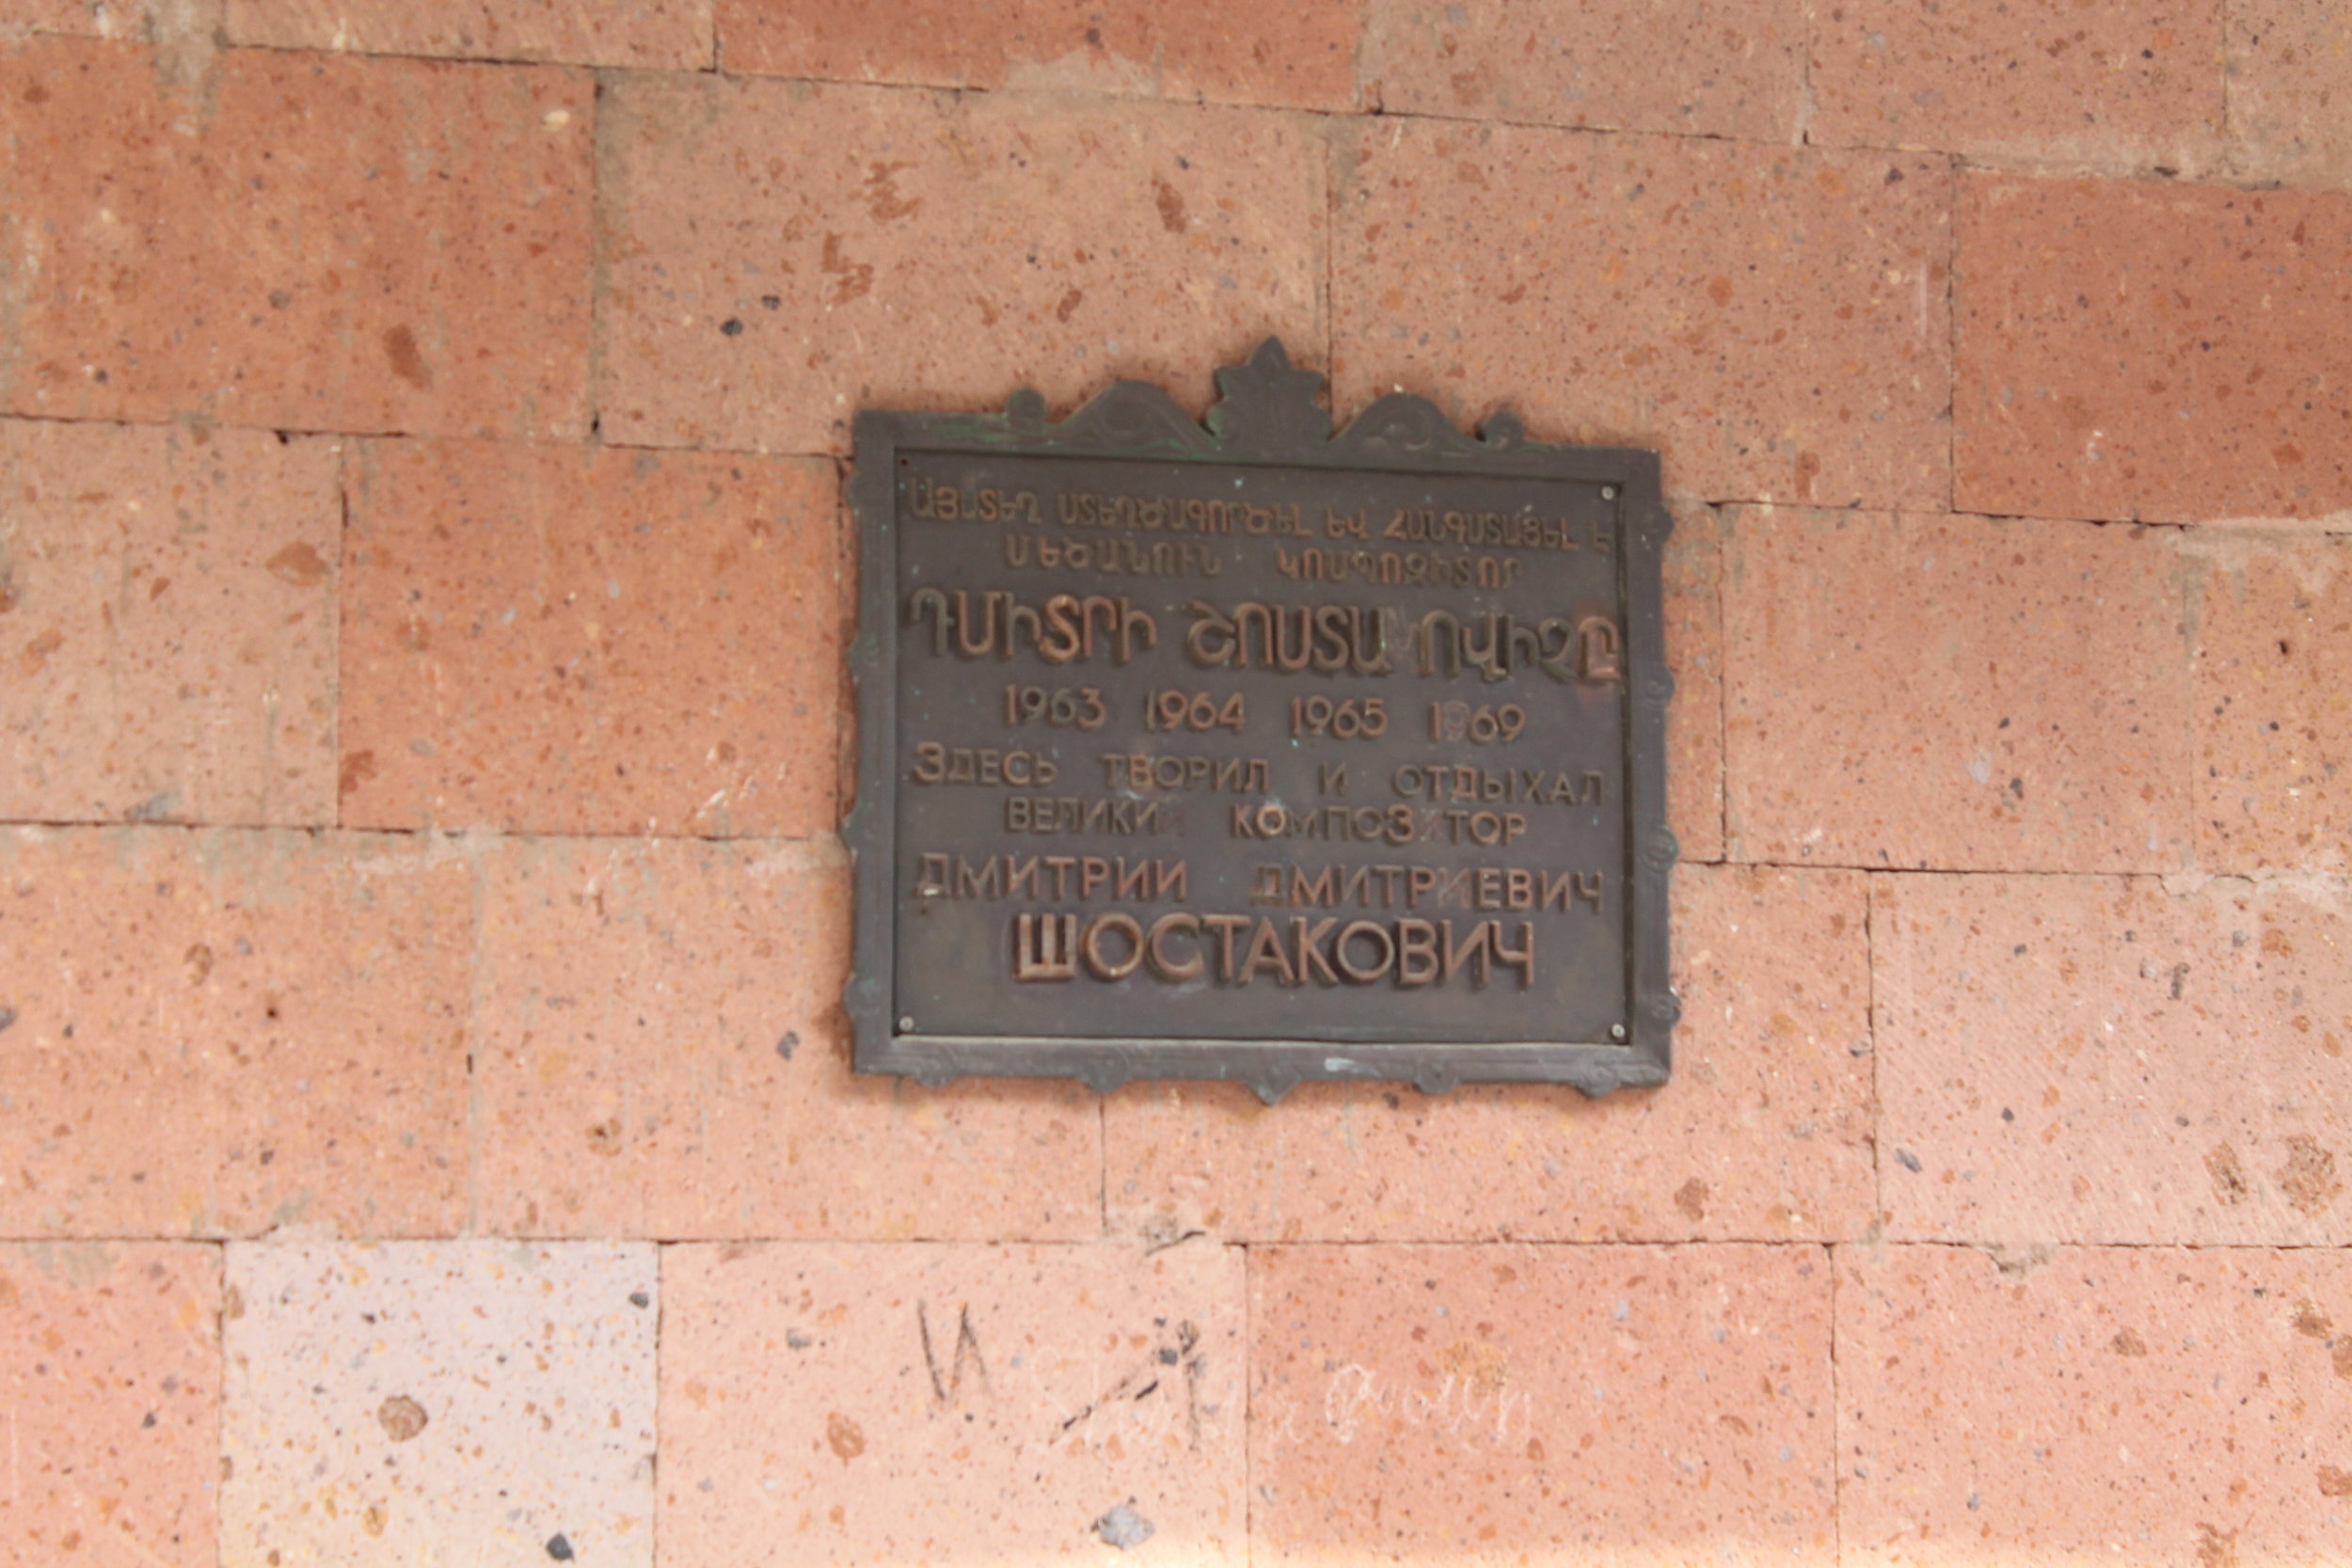 ԱՅՍՏԵՂ ՍՏԵՂԾԱԳՈՐԾԵԼ ԵՎ ՀԱՆԳՍՏԱՑԵԼ Է
ՄԵԾԱՆՈՒՆ ԿՈՄՊՈԶԻՏՈՐ
ԴՄԻՏՐԻ ՇՈՍՏԱԿՈՎԻՉԸ
1963 1964 1965 1969
ЗДЕСЬ ТВОРИЛ И ОТДЫХАЛ
ВЕЛИКИЙ КОМПОЗИТОР
ДМИТРИИ ДМИТРИЕВИЧ
ШОСТАКОВИЧ